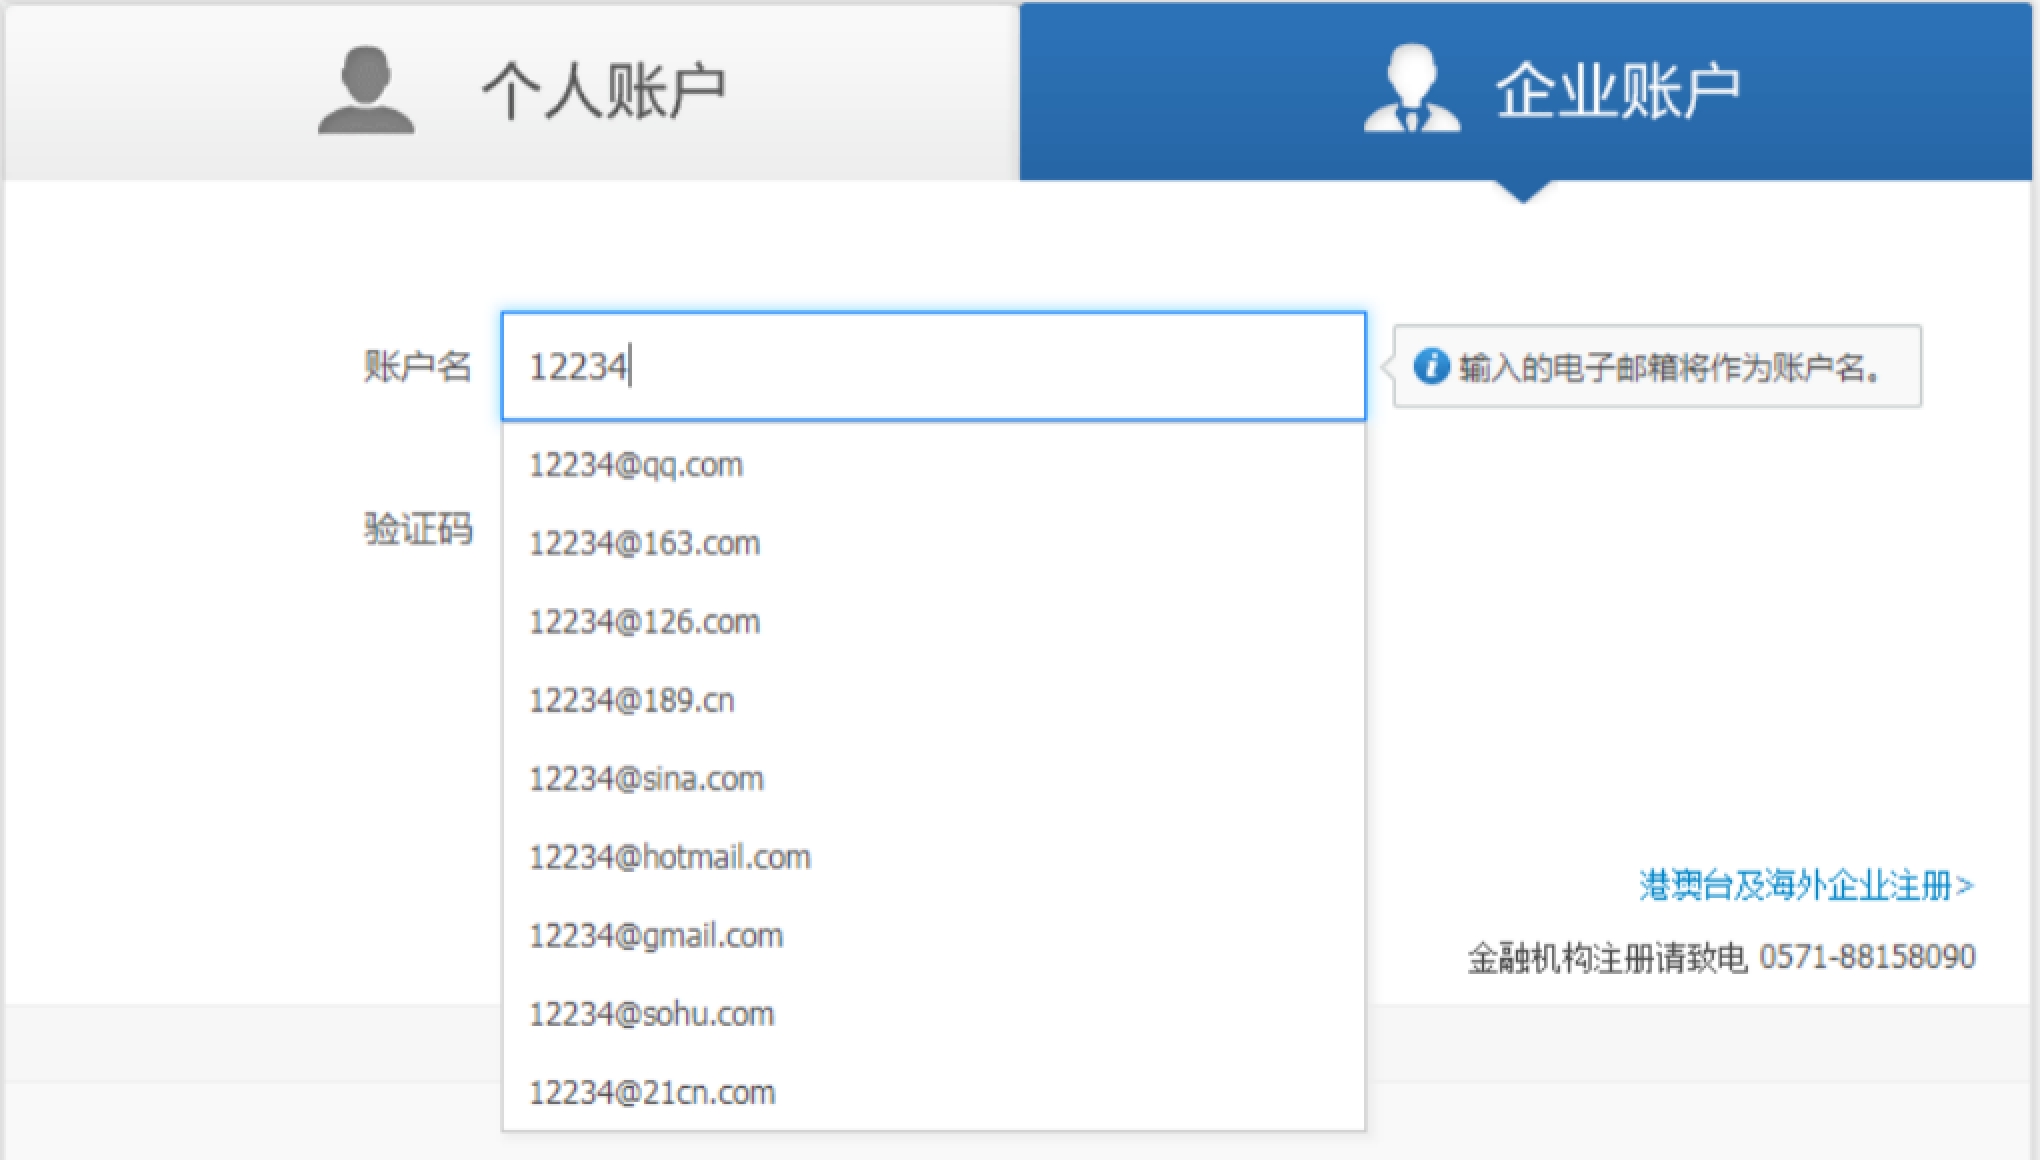 个人账户
企业账户
账户名
12234
输入的电子邮箱将作为账户名。
12234@qq.com
验证码
12234@163.com
12234@126.com
12234@189.cn
12234@sina.com
12234@hotmail.com
港澳台及海外企业注册>
12234@gmail.com
金融机构注册请致电 0571-88158090
12234@sohu.com
12234@21cn.com